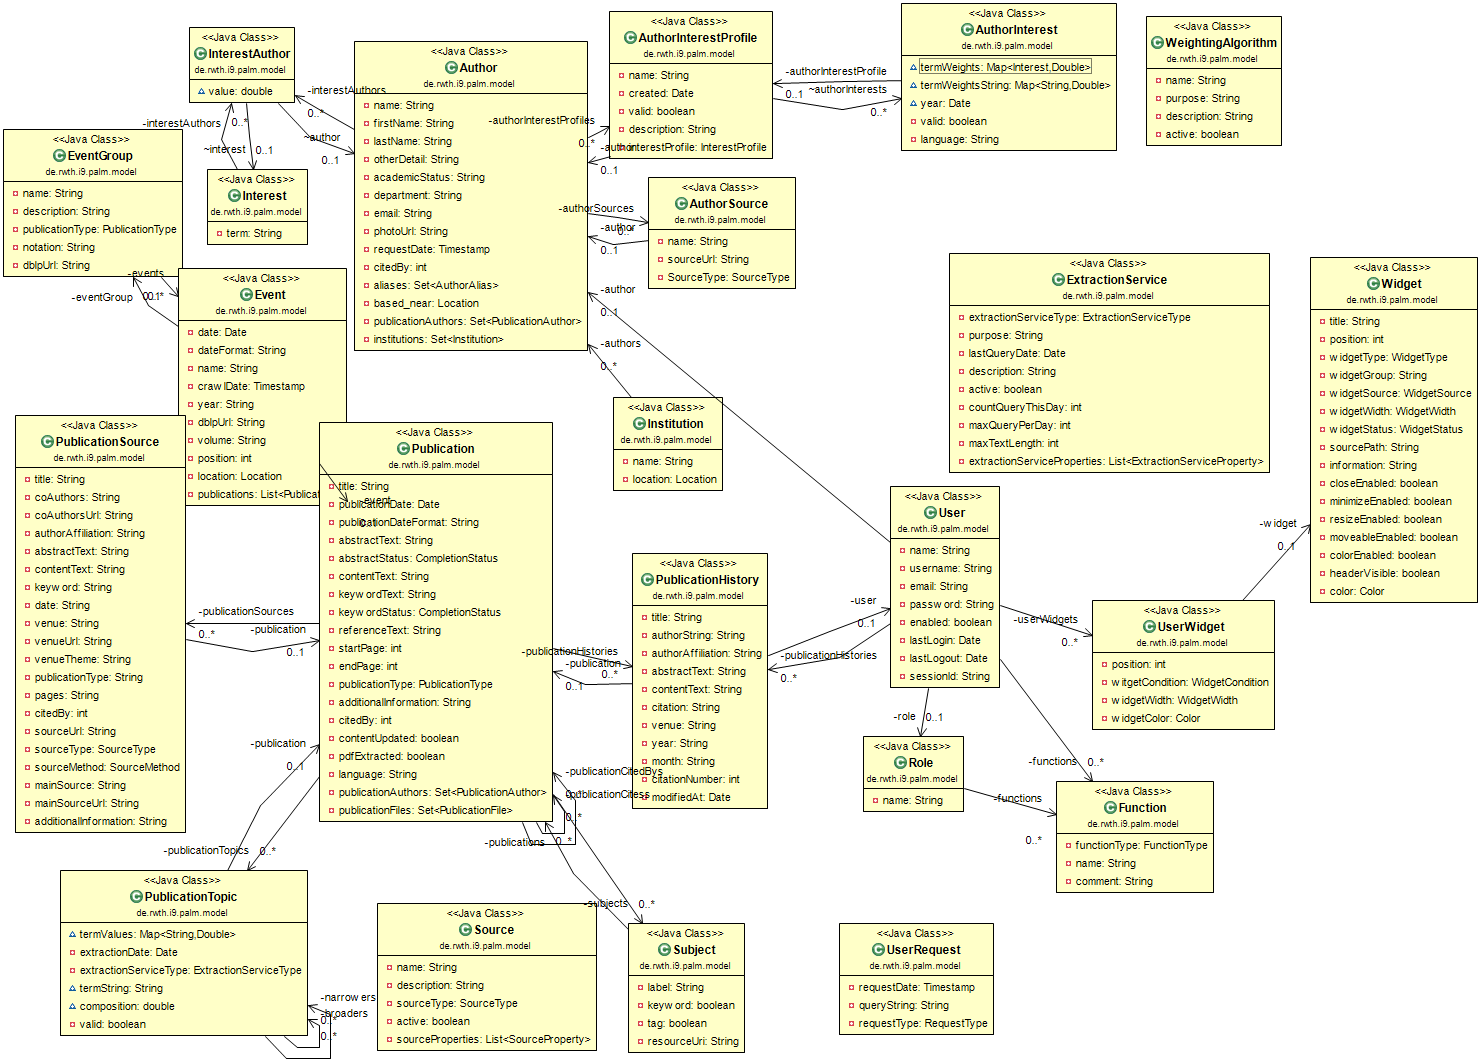 <<Java Class>>
InterestAuthor
de.rwth.i9.palm.model
value: double
<<Java Class>>
Author
de.rwth.i9.palm.model
name: String
firstName: String
lastName: String
otherDetail: String
academicStatus: String
department: String
email: String
photoUrl: String
requestDate: Timestamp
citedBy: int
aliases: Set<AuthorAlias>
based_near: Location
publicationAuthors: Set<PublicationAuthor>
institutions: Set<Institution>
<<Java Class>>
AuthorInterestProfile
de.rwth.i9.palm.model
name: String
created: Date
valid: boolean
description: String
interestProfile: InterestProfile
<<Java Class>>
AuthorInterest
de.rwth.i9.palm.model
termWeights: Map<Interest,Double>
termWeightsString: Map<String,Double>
year: Date
valid: boolean
language: String
<<Java Class>>
WeightingAlgorithm
de.rwth.i9.palm.model
name: String
purpose: String
description: String
active: boolean
-interestAuthors
0..*
~author
0..1
-interestAuthors
0..*
~interest
0..1
-authorInterestProfiles
0..*
-author
0..1
-authorInterestProfile
0..1
~authorInterests
0..*
<<Java Class>>
EventGroup
de.rwth.i9.palm.model
name: String
description: String
publicationType: PublicationType
notation: String
dblpUrl: String
<<Java Class>>
Interest
de.rwth.i9.palm.model
term: String
<<Java Class>>
AuthorSource
de.rwth.i9.palm.model
name: String
sourceUrl: String
SourceType: SourceType
-authorSources
0..*
-author
0..1
-events
0..*
-eventGroup
0..1
<<Java Class>>
Event
de.rwth.i9.palm.model
date: Date
dateFormat: String
name: String
crawlDate: Timestamp
year: String
dblpUrl: String
volume: String
position: int
location: Location
publications: List<Publicat
-author
0..1
-authors
0..*
<<Java Class>>
ExtractionService
de.rwth.i9.palm.model
extractionServiceType: ExtractionServiceType
purpose: String
lastQueryDate: Date
description: String
active: boolean
countQueryThisDay: int
maxQueryPerDay: int
maxTextLength: int
extractionServiceProperties: List<ExtractionServiceProperty>
<<Java Class>>
Widget
de.rwth.i9.palm.model
title: String
position: int
widgetType: WidgetType
widgetGroup: String
widgetSource: WidgetSource
widgetWidth: WidgetWidth
widgetStatus: WidgetStatus
sourcePath: String
information: String
closeEnabled: boolean
minimizeEnabled: boolean
resizeEnabled: boolean
moveableEnabled: boolean
colorEnabled: boolean
headerVisible: boolean
color: Color
<<Java Class>>
Institution
de.rwth.i9.palm.model
name: String
location: Location
<<Java Class>>
PublicationSource
de.rwth.i9.palm.model
title: String
coAuthors: String
coAuthorsUrl: String
authorAffiliation: String
abstractText: String
contentText: String
keyword: String
date: String
venue: String
venueUrl: String
venueTheme: String
publicationType: String
pages: String
citedBy: int
sourceUrl: String
sourceType: SourceType
sourceMethod: SourceMethod
mainSource: String
mainSourceUrl: String
additionalInformation: String
<<Java Class>>
Publication
de.rwth.i9.palm.model
title: String
publicationDate: Date
publicationDateFormat: String
abstractText: String
abstractStatus: CompletionStatus
contentText: String
keywordText: String
keywordStatus: CompletionStatus
referenceText: String
startPage: int
endPage: int
publicationType: PublicationType
additionalInformation: String
citedBy: int
contentUpdated: boolean
pdfExtracted: boolean
language: String
publicationAuthors: Set<PublicationAuthor>
publicationFiles: Set<PublicationFile>
-event
0..1
-publicationSources
0..*
-publication
0..1
<<Java Class>>
PublicationHistory
de.rwth.i9.palm.model
title: String
authorString: String
authorAffiliation: String
abstractText: String
contentText: String
citation: String
venue: String
year: String
month: String
citationNumber: int
modifiedAt: Date
-publicationHistories
0..*
-publication
0..1
-user
0..1
-publicationHistories
0..*
<<Java Class>>
User
de.rwth.i9.palm.model
name: String
username: String
email: String
password: String
enabled: boolean
lastLogin: Date
lastLogout: Date
sessionId: String
-widget
0..1
-userWidgets
0..*
<<Java Class>>
UserWidget
de.rwth.i9.palm.model
position: int
witgetCondition: WidgetCondition
widgetWidth: WidgetWidth
widgetColor: Color
-role
0..1
<<Java Class>>
Role
de.rwth.i9.palm.model
name: String
-functions
0..*
-functions
0..*
<<Java Class>>
Function
de.rwth.i9.palm.model
functionType: FunctionType
name: String
comment: String
-publication
0..1
-publicationTopics
0..*
-publicationCitedBys
0..*
-publicationCitess
0..*
-publications
0..*
-subjects
0..*
<<Java Class>>
PublicationTopic
de.rwth.i9.palm.model
termValues: Map<String,Double>
extractionDate: Date
extractionServiceType: ExtractionServiceType
termString: String
composition: double
valid: boolean
-narrowers
0..*
-broaders
0..*
<<Java Class>>
Source
de.rwth.i9.palm.model
name: String
description: String
sourceType: SourceType
active: boolean
sourceProperties: List<SourceProperty>
<<Java Class>>
Subject
de.rwth.i9.palm.model
label: String
keyword: boolean
tag: boolean
resourceUri: String
<<Java Class>>
UserRequest
de.rwth.i9.palm.model
requestDate: Timestamp
queryString: String
requestType: RequestType